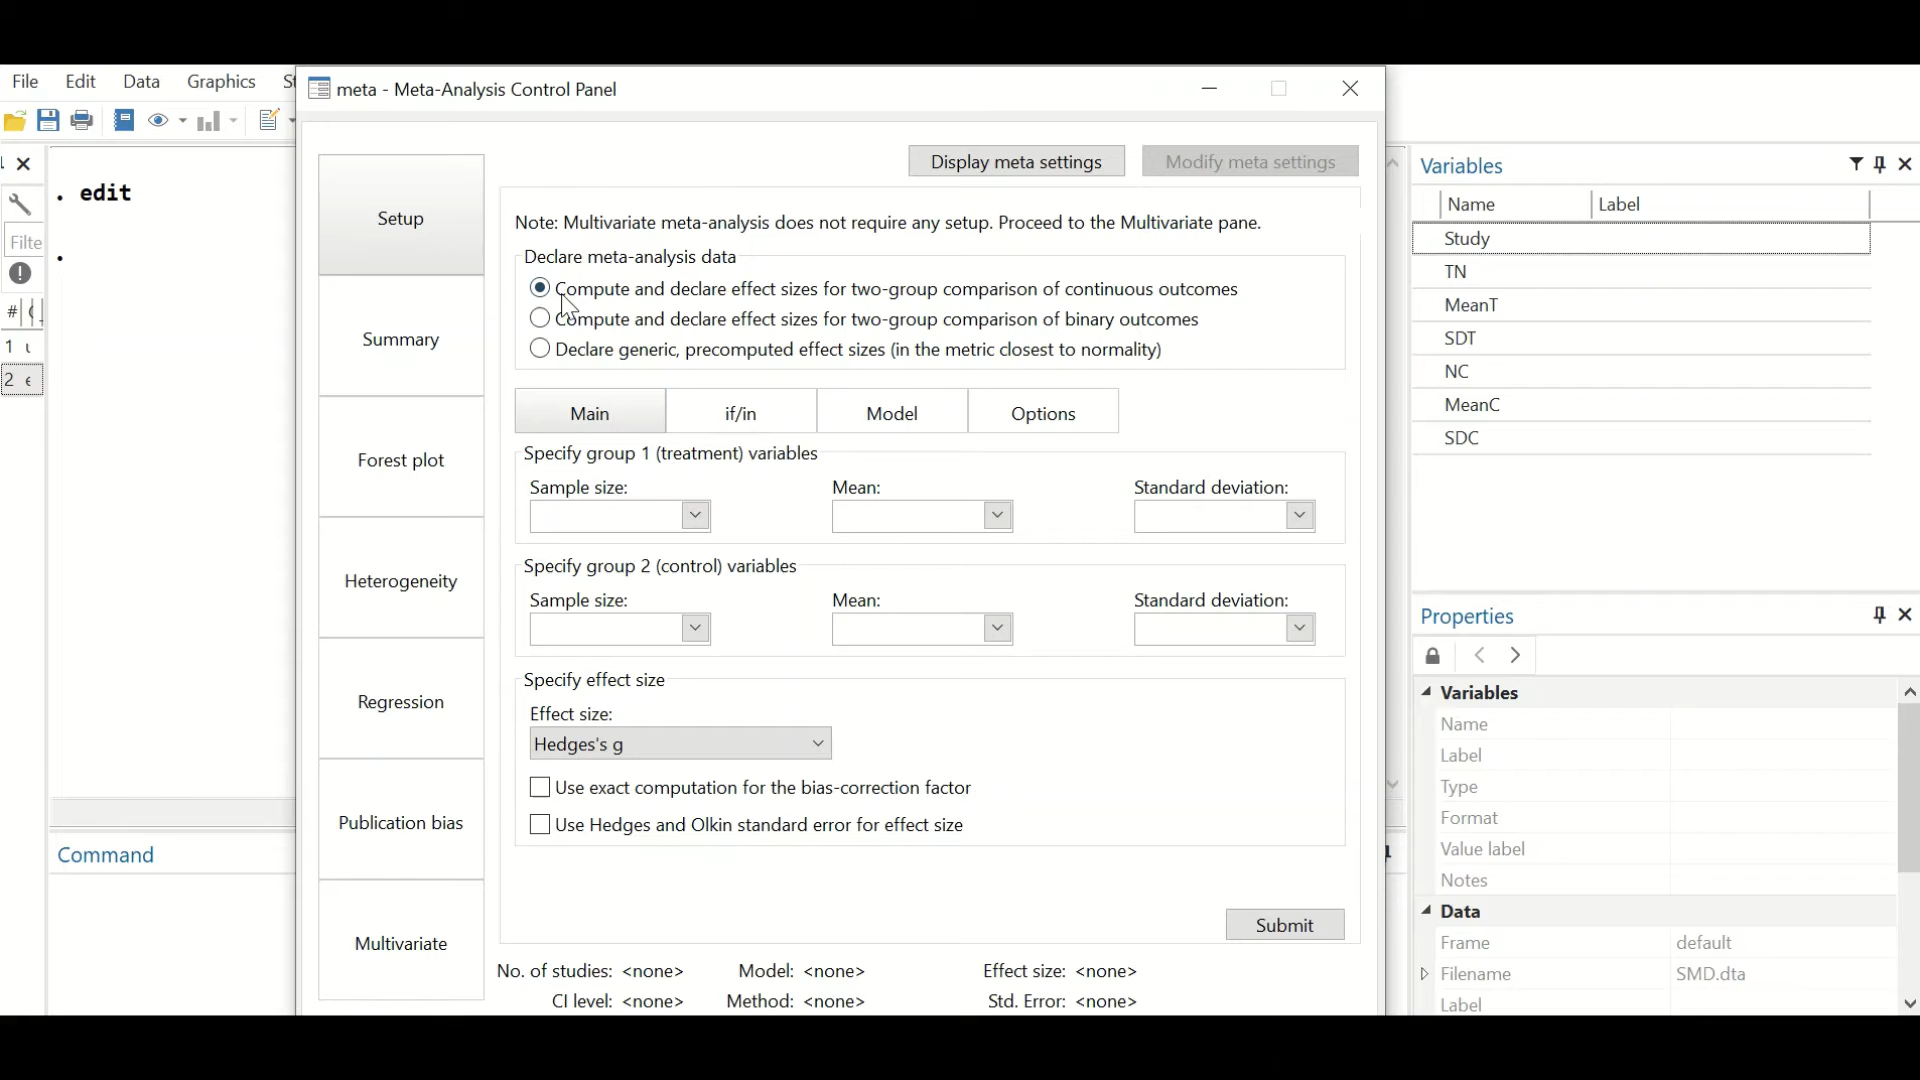 File Edit Data Graphics
meta - Meta-Analysis Control Panel
. edit
.
Filte
#
1
2
Command
Display meta settings
Modify meta settings
Setup
Summary
Forest plot
Heterogeneity
Regression
Publication bias
Multivariate
Note: Multivariate meta-analysis does not require any setup. Proceed to the Multivariate pane.
Declare meta-analysis data
Compute and declare effect sizes for two-group comparison of continuous outcomes
Compute and declare effect sizes for two-group comparison of binary outcomes
Declare generic, precomputed effect sizes (in the metric closest to normality)
Main if/in Model Options
Specify group 1 (treatment) variables
Sample size: Mean: Standard deviation:
Specify group 2 (control) variables
Sample size: Mean: Standard deviation:
Specify effect size
Effect size:
Hedges's g
Use exact computation for the bias-correction factor
Use Hedges and Olkin standard error for effect size
Submit
No. of studies: <none> Model: <none> Effect size: <none>
CI level: <none> Method: <none> Std. Error: <none>
Variables
Name Label
Study
TN
MeanT
SDT
NC
MeanC
SDC
Properties
Variables
Name
Label
Type
Format
Value label
Notes
Data
Frame default
Filename SMD.dta
Label